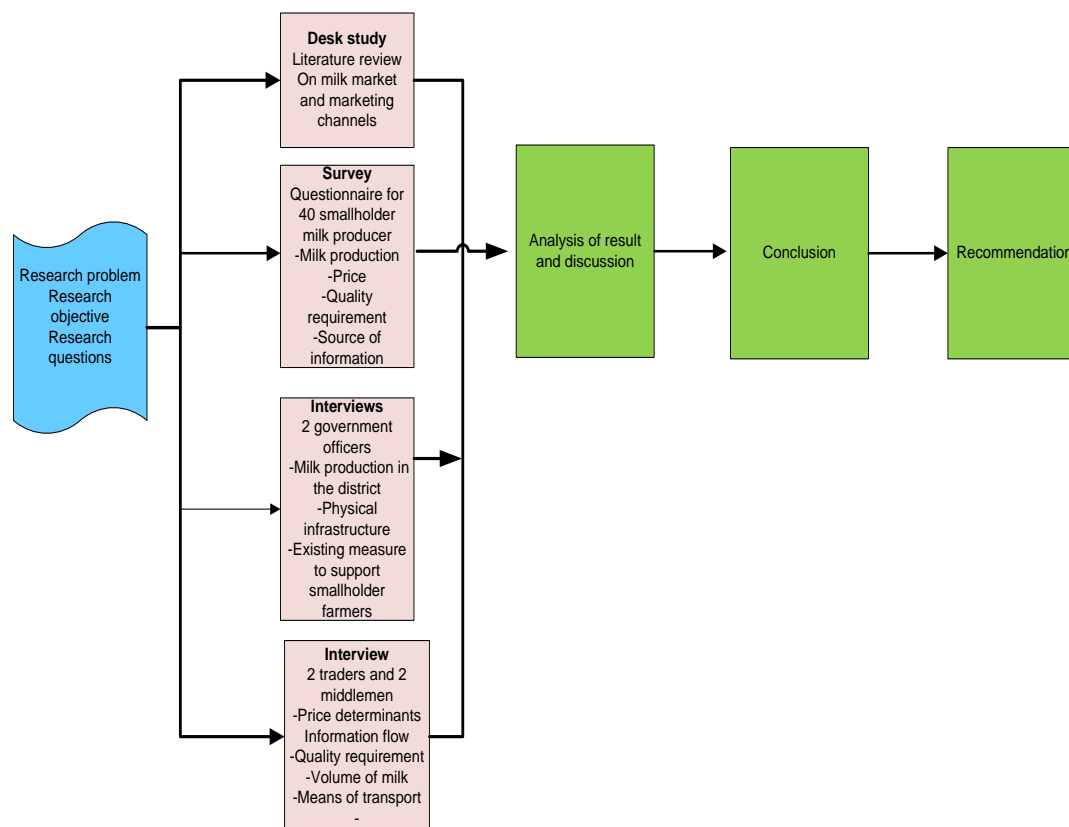 Research problem
Research
objective
Research
questions
Desk study
Literature review
On milk market
and marketing
channels
Survey
Questionnaire for
40 smallholder
milk producer
-Milk production
-Price
-Quality
requirement
-Source of
information
Interviews
2 government
officers
-Milk production in
the district
-Physical
infrastructure
-Existing measure
to support
smallholder
farmers
Interview
2 traders and 2
middlemen
-Price determinants
Information flow
-Quality requirement
-Volume of milk
-Means of transport
-
Analysis of result
and discussion
Conclusion
Recommendation